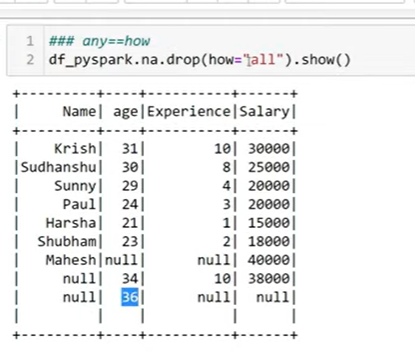 1 ### any==how
2 df_pyspark.na.drop(how="all").show()
+---------+----+----------+------+
|     Name| age|Experience|Salary|
+---------+----+----------+------+
|    Krish|  31|        10| 30000|
|Sudhanshu|  30|         8| 25000|
|    Sunny|  29|         4| 20000|
|     Paul|  24|         3| 20000|
|   Harsha|  21|         1| 15000|
|  Shubham|  23|         2| 18000|
|   Mahesh|null|      null| 40000|
|     null|  34|        10| 38000|
|     null|  36|      null|  null|
|         |    |          |      |
+---------+----+----------+------+